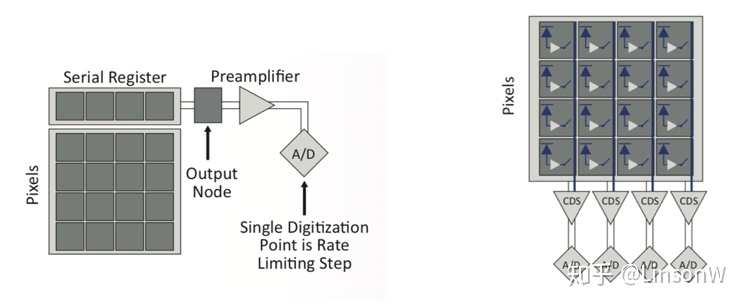 Serial Register
Preamplifier
Pixels
A/D
Output
Node
Single Digitization
Point is Rate
Limiting Step
Pixels
CDS
CDS
CDS
CDS
A/D
A/D
A/D
A/D
知乎 @LinsonW